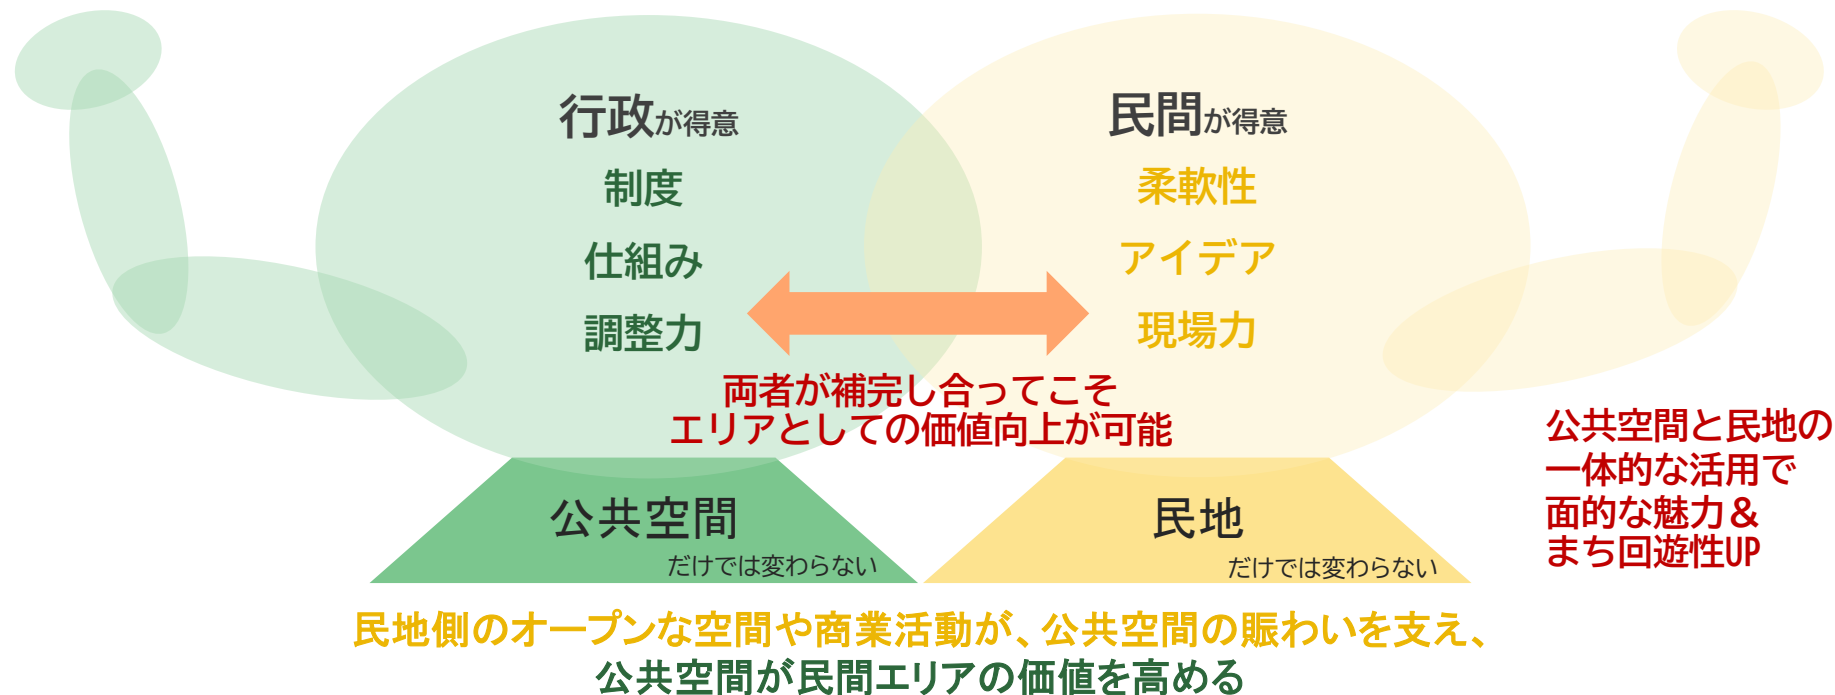 行政が得意
制度
仕組み
調整力
民間が得意
柔軟性
アイデア
現場力
両者が補完し合ってこそ
エリアとしての価値向上が可能
公共空間
だけでは変わらない
民地
だけでは変わらない
公共空間と民地の
一体的な活用で
面的な魅力＆
まち回遊性UP
民地側のオープンな空間や商業活動が、公共空間の賑わいを支え、
公共空間が民間エリアの価値を高める